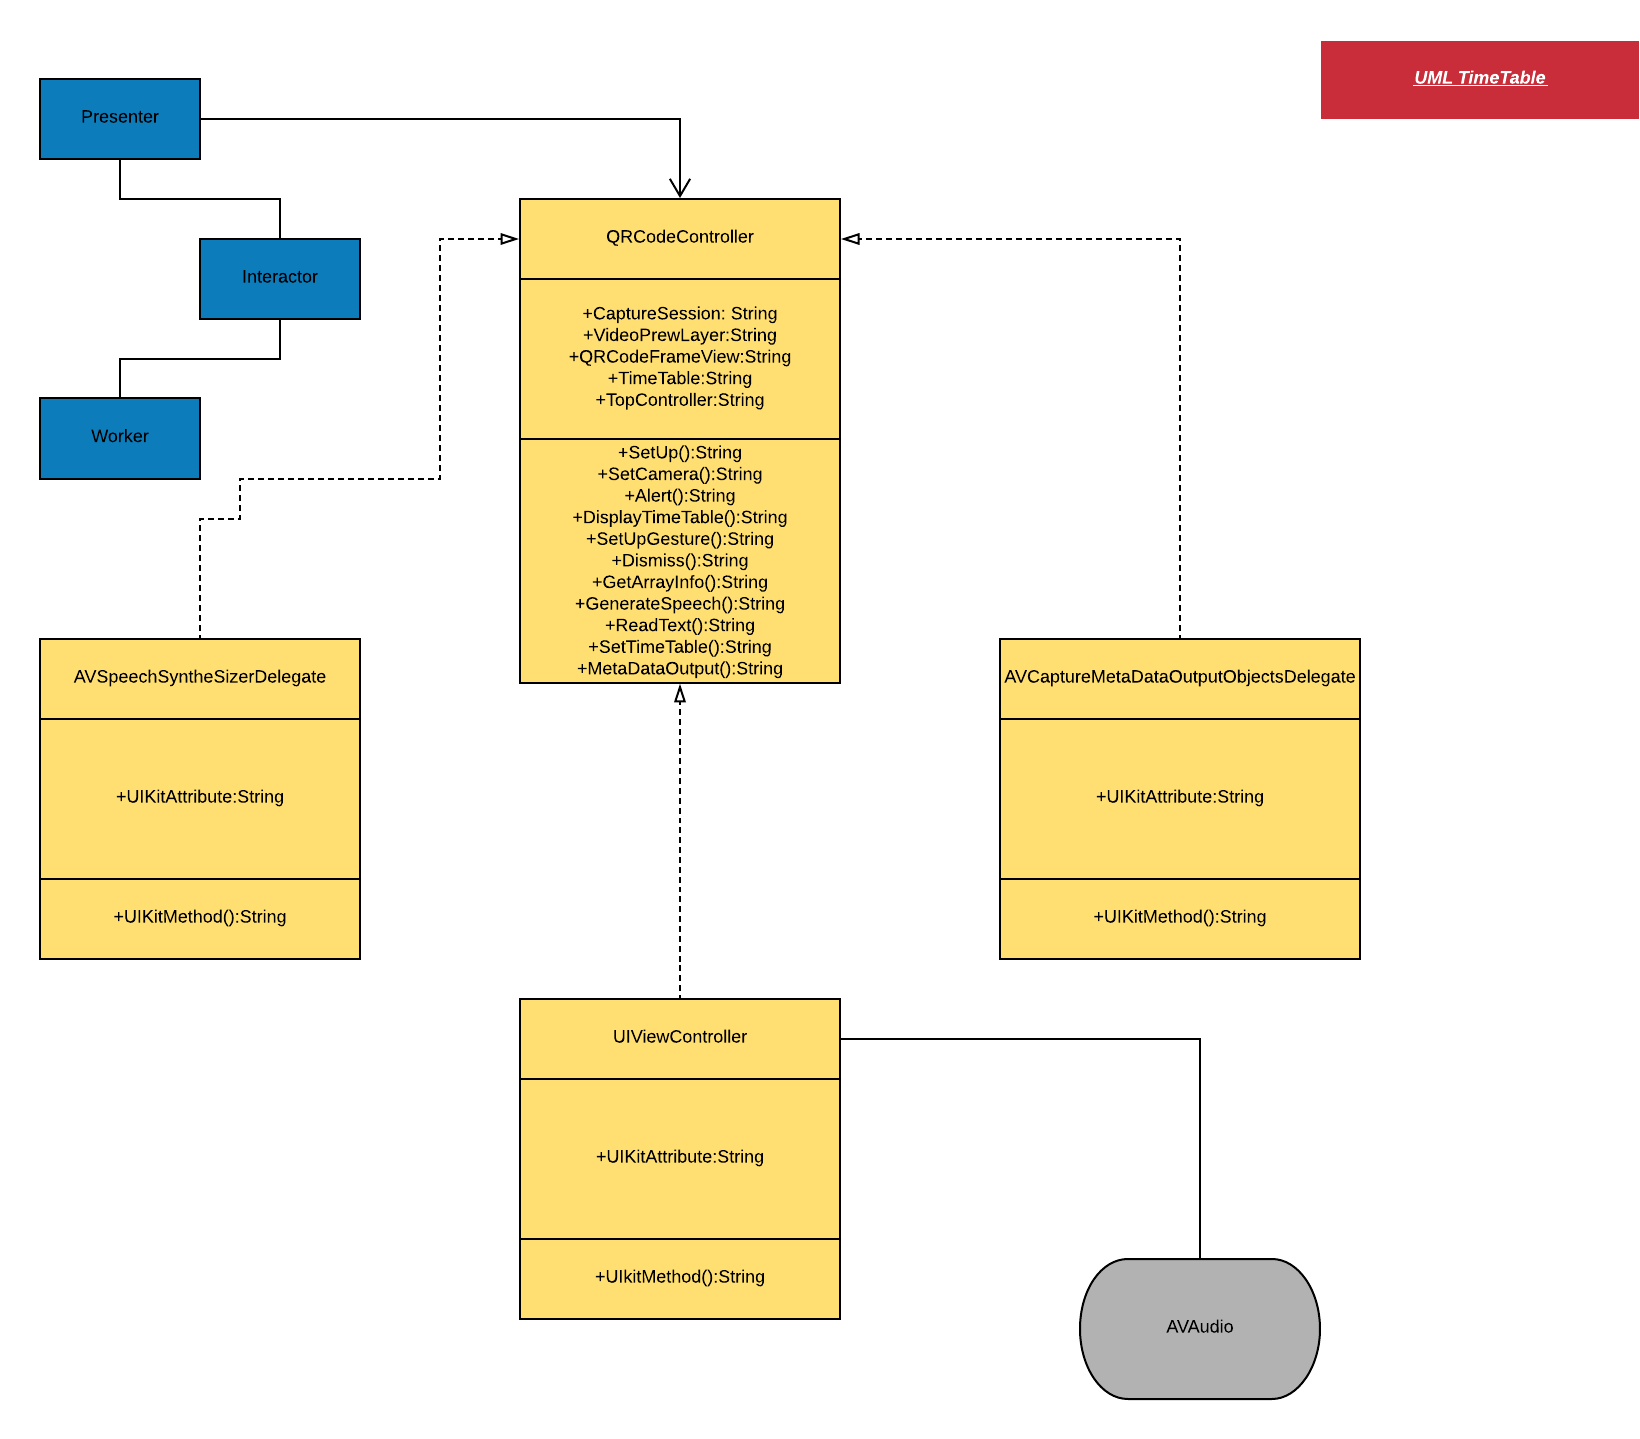 UML TimeTable
Presenter
QRCodeController
Interactor
+CaptureSession: String
+VideoPrewLayer:String
+QRCodeFrameView:String
+TimeTable:String
+TopController:String
Worker
+SetUp():String
+SetCamera():String
+Alert():String
+DisplayTimeTable():String
+SetUpGesture():String
+Dismiss():String
+GetArrayInfo():String
+GenerateSpeech():String
+ReadText():String
+SetTimeTable():String
+MetaDataOutput():String
AVSpeechSyntheSizerDelegate
+UIKitAttribute:String
+UIKitMethod():String
AVCaptureMetaDataOutputObjectsDelegate
+UIKitAttribute:String
+UIKitMethod():String
UIViewController
+UIKitAttribute:String
+UIkitMethod():String
AVAudio